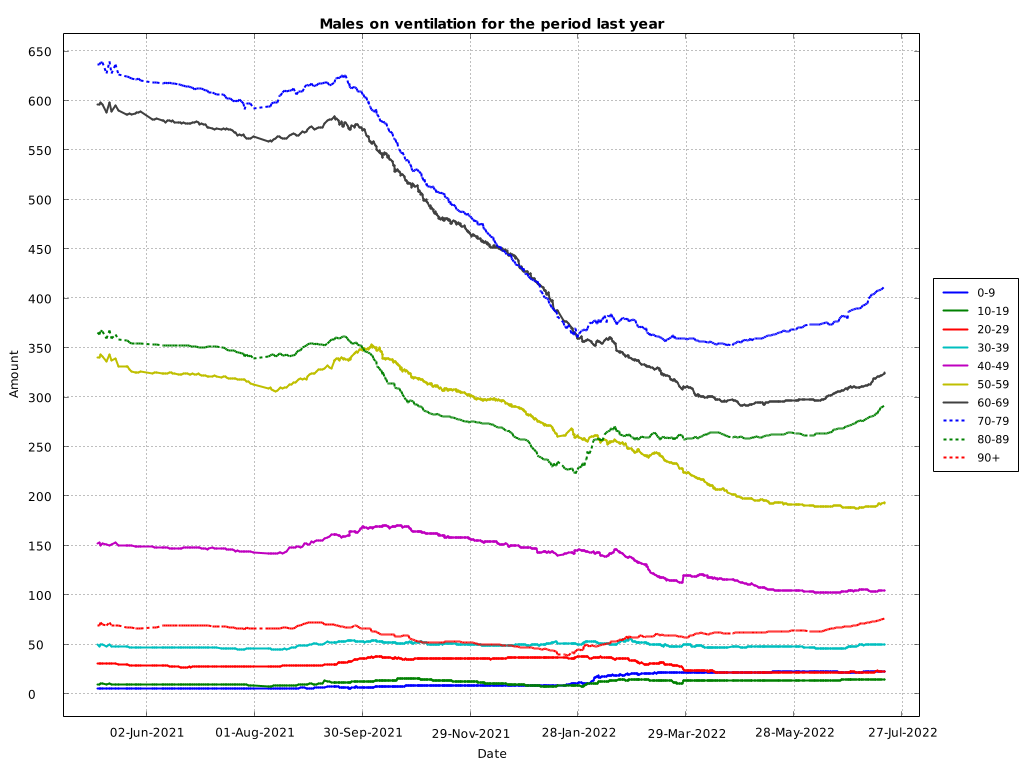 Males on ventilation for the period last year
Amount
650
600
550
500
450
400
350
300
250
200
150
100
50
0
02-Jun-2021
01-Aug-2021
30-Sep-2021
29-Nov-2021
28-Jan-2022
29-Mar-2022
28-May-2022
27-Jul-2022
Date
0-9
10-19
20-29
30-39
40-49
50-59
60-69
70-79
80-89
90+